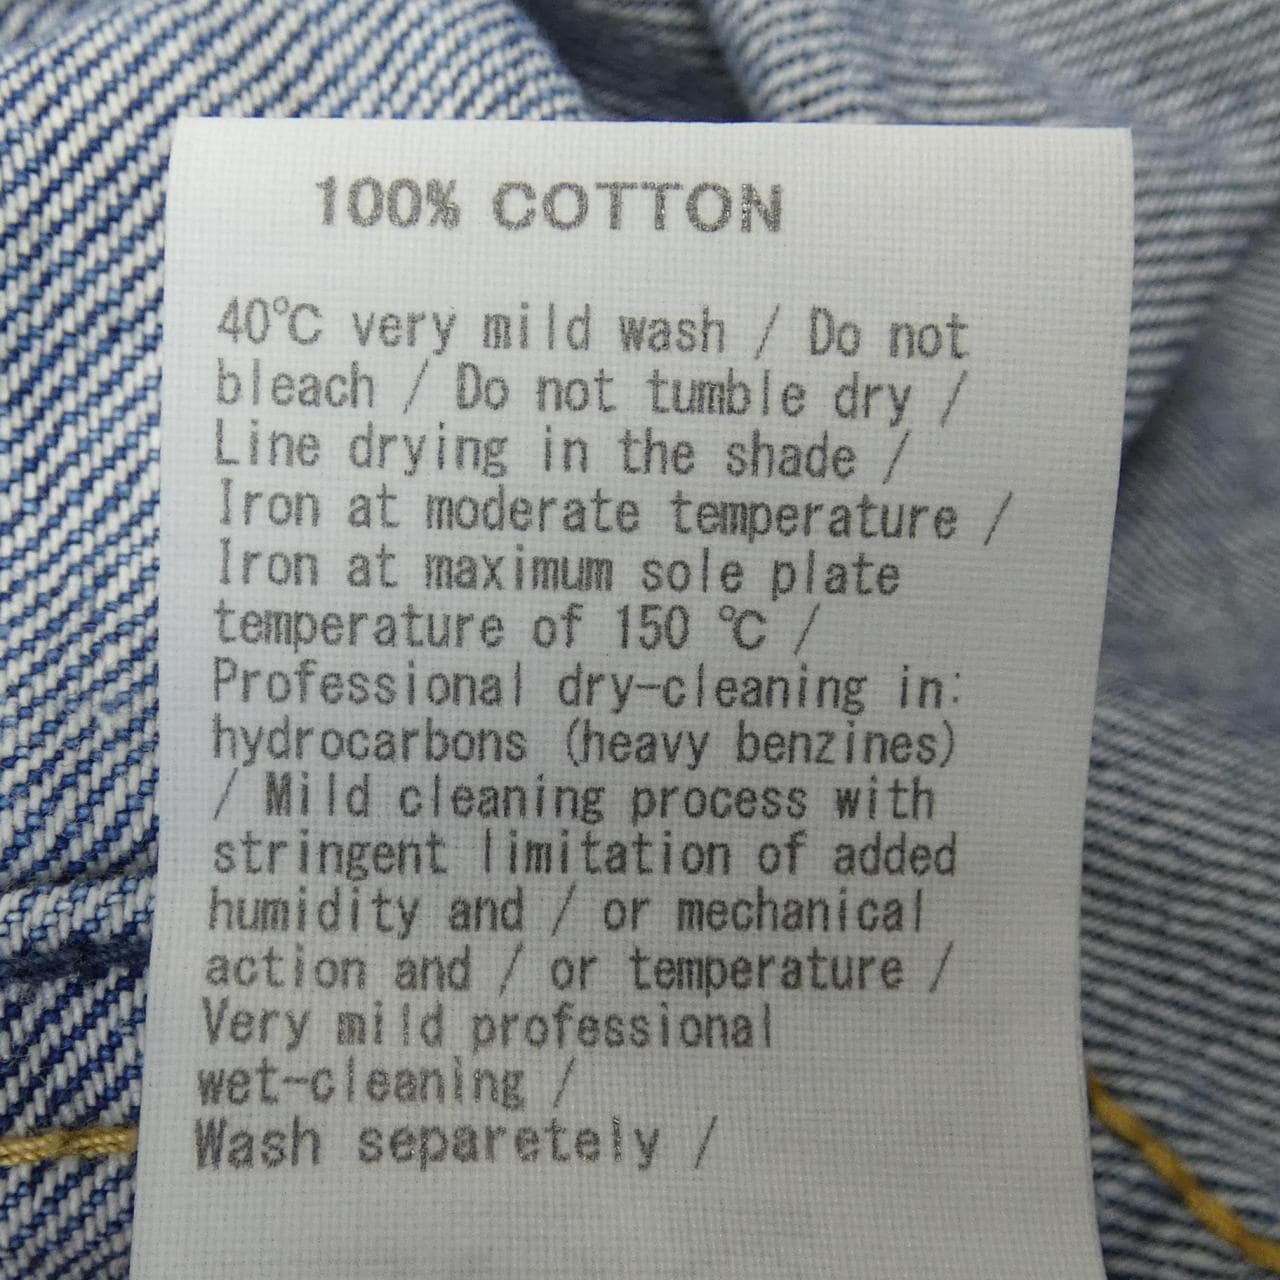 100% COTTON
40℃ very mild wash / Do not
bleach / Do not tumble dry /
Line drying in the shade /
Iron at moderate temperature /
Iron at maximum sole plate
temperature of 150 ℃ /
Professional dry-cleaning in:
hydrocarbons (heavy benzines)
/ Mild cleaning process with
stringent limitation of added
humidity and / or mechanical
action and / or temperature /
Very mild professional
wet-cleaning /
Wash separetely /